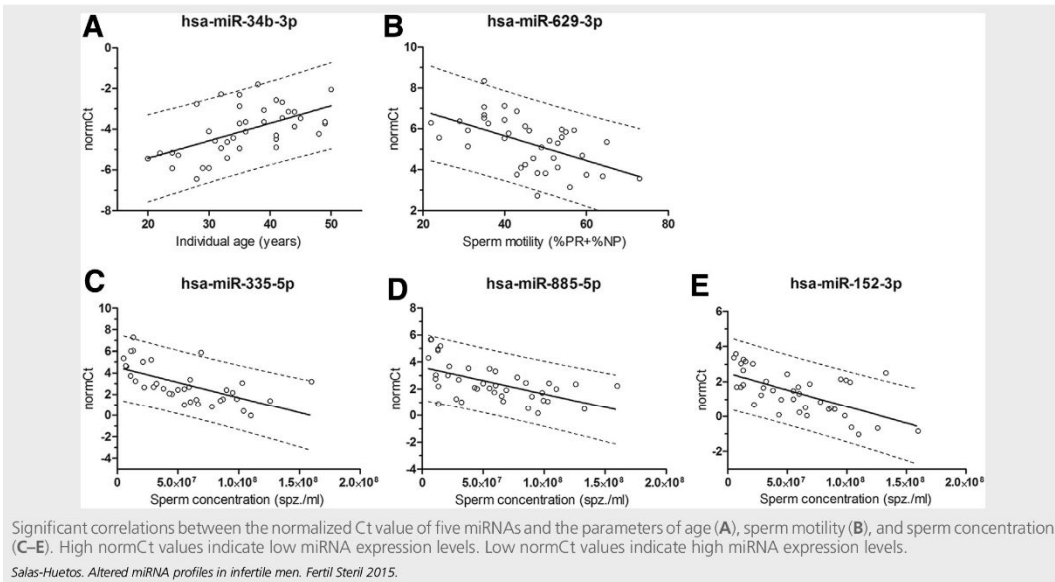 A
hsa-miR-34b-3p
normCt
0
-2
-4
-6
-8
20
30
40
50
Individual age (years)
B
hsa-miR-629-3p
normCt
10
8
6
4
2
20
40
60
80
Sperm motility (%PR+%NP)
C
hsa-miR-335-5p
normCt
10
8
6
4
2
0
-2
-4
0
5.0×10⁷
1.0×10⁸
1.5×10⁸
2.0×10⁸
Sperm concentration (spz./ml)
D
hsa-miR-885-5p
normCt
8
6
4
2
0
-2
-4
0
5.0×10⁷
1.0×10⁸
1.5×10⁸
2.0×10⁸
Sperm concentration (spz./ml)
E
hsa-miR-152-3p
normCt
6
4
2
0
-2
0
5.0×10⁷
1.0×10⁸
1.5×10⁸
2.0×10⁸
Sperm concentration (spz./ml)
Significant correlations between the normalized Ct value of five miRNAs and the parameters of age (A), sperm motility (B), and sperm concentration
(C–E). High normCt values indicate low miRNA expression levels. Low normCt values indicate high miRNA expression levels.
Salas-Huetos. Altered miRNA profiles in infertile men. Fertil Steril 2015.